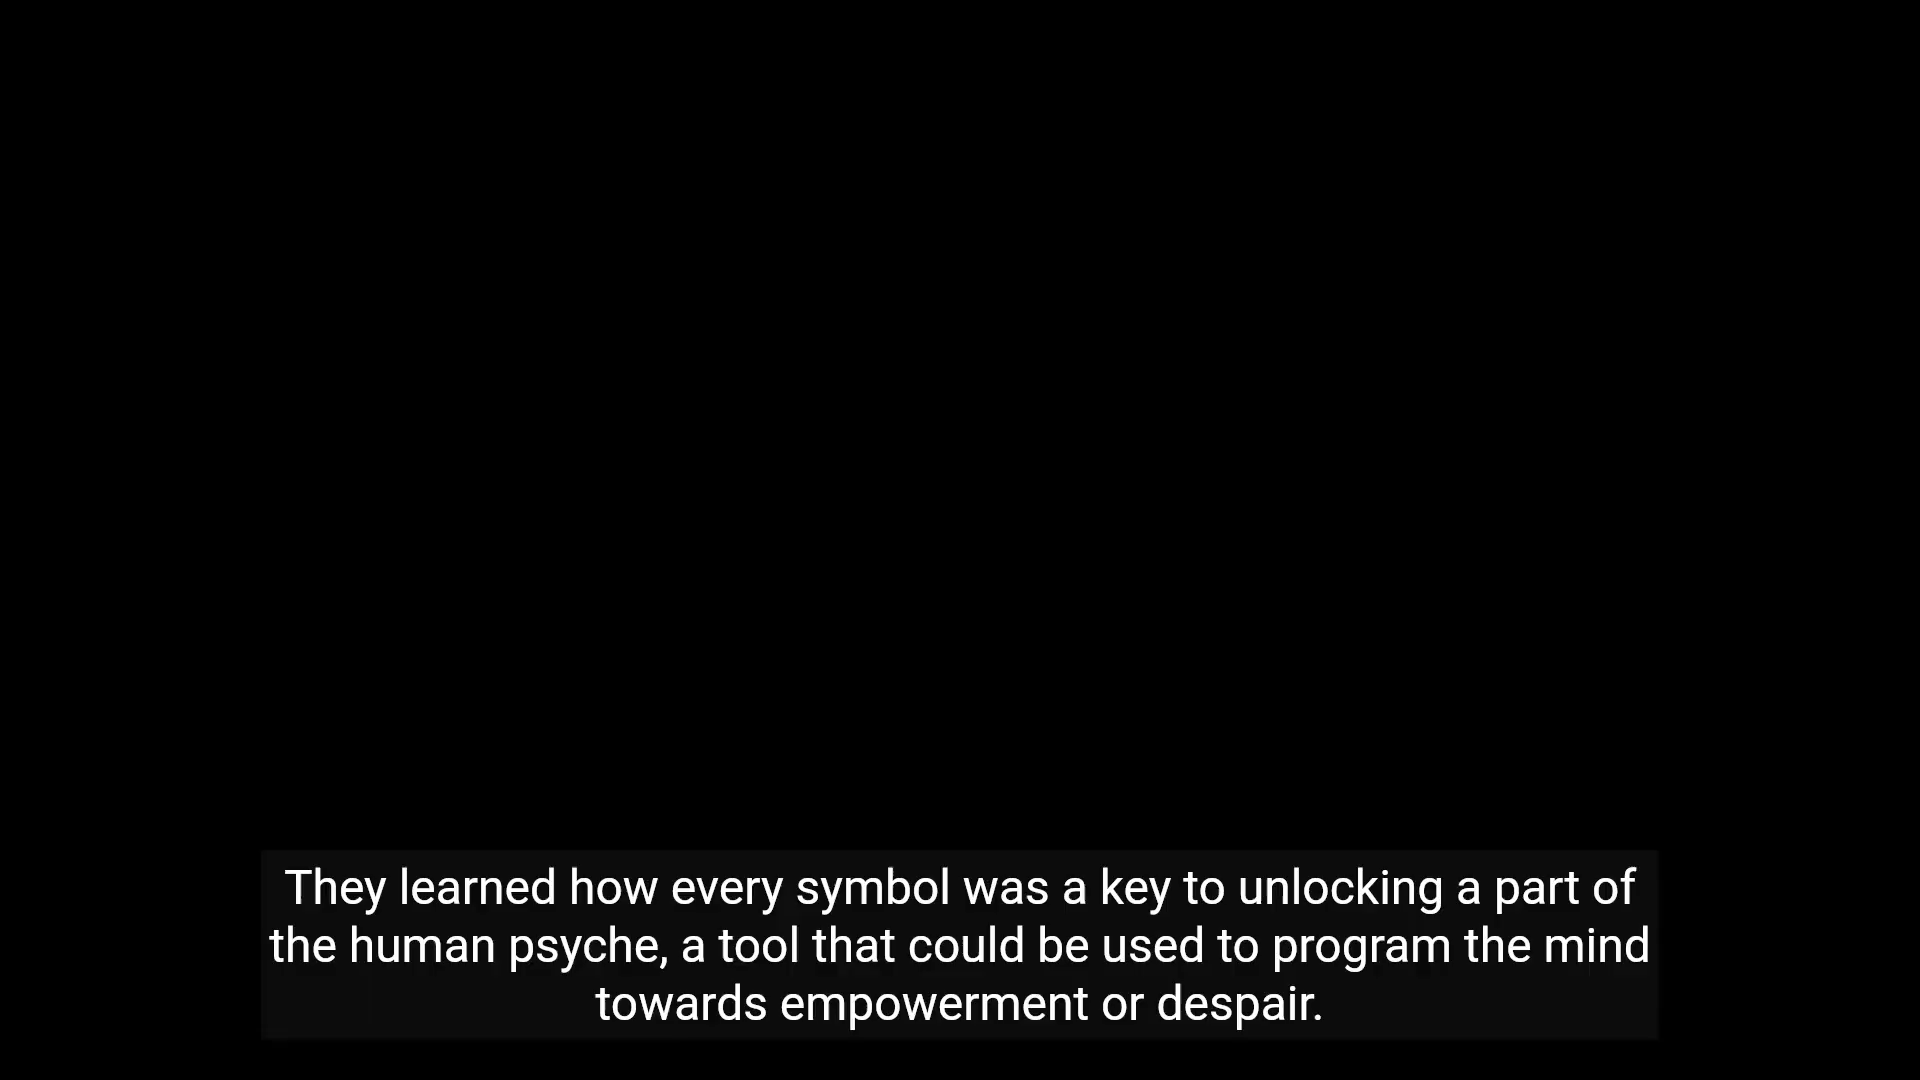 They learned how every symbol was a key to unlocking a part of
the human psyche, a tool that could be used to program the mind
towards empowerment or despair.